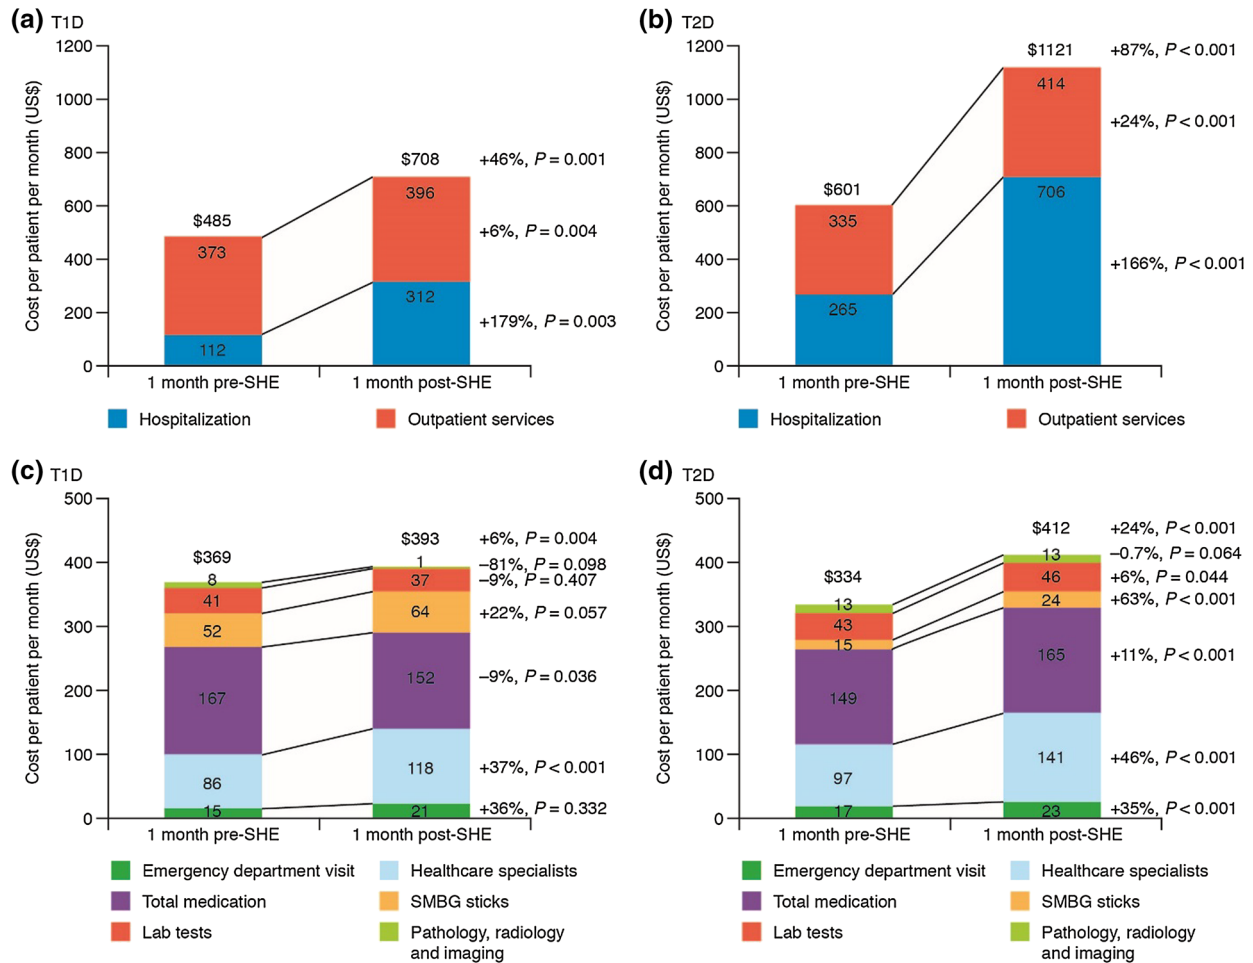 (a) T1D
Cost per patient per month (US$)
1200
1000
800
600
400
200
0
$485
373
112
$708
396
312
+46%, P = 0.001
+6%, P = 0.004
+179%, P = 0.003
1 month pre-SHE
1 month post-SHE
Hospitalization
Outpatient services
(b) T2D
Cost per patient per month (US$)
1200
1000
800
600
400
200
0
$601
335
265
$1121
414
706
+87%, P < 0.001
+24%, P < 0.001
+166%, P < 0.001
1 month pre-SHE
1 month post-SHE
Hospitalization
Outpatient services
(c) T1D
Cost per patient per month (US$)
500
400
300
200
100
0
$369
8
41
52
167
86
15
$393
1
37
64
152
118
21
+6%, P = 0.004
–81%, P = 0.098
–9%, P = 0.407
+22%, P = 0.057
–9%, P = 0.036
+37%, P < 0.001
+36%, P = 0.332
1 month pre-SHE
1 month post-SHE
Emergency department visit
Healthcare specialists
Total medication
SMBG sticks
Lab tests
Pathology, radiology
and imaging
(d) T2D
Cost per patient per month (US$)
500
400
300
200
100
0
$334
13
43
15
149
97
17
$412
13
46
24
165
141
23
+24%, P < 0.001
–0.7%, P = 0.064
+6%, P = 0.044
+63%, P < 0.001
+11%, P < 0.001
+46%, P < 0.001
+35%, P < 0.001
1 month pre-SHE
1 month post-SHE
Emergency department visit
Healthcare specialists
Total medication
SMBG sticks
Lab tests
Pathology, radiology
and imaging